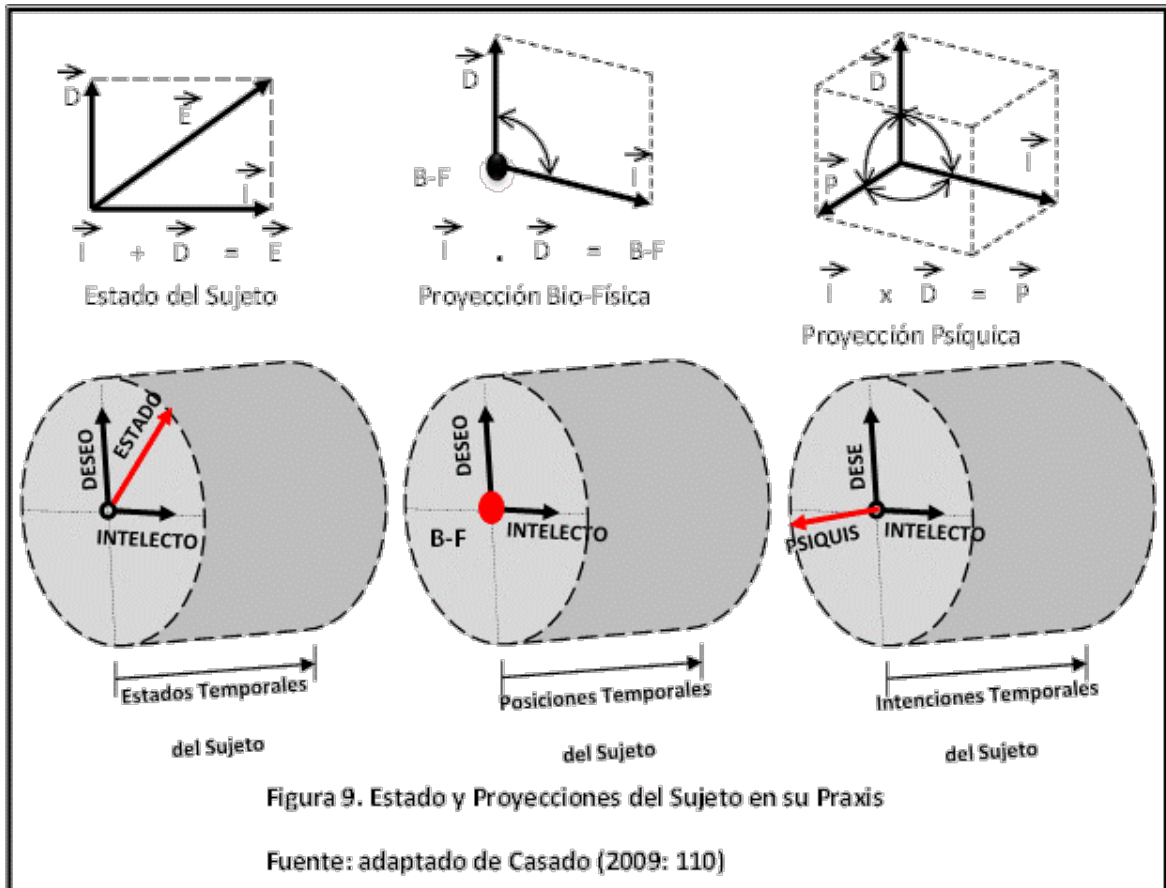 D
E
I
I + D = E
Estado del Sujeto
D
B-F
I
I . D = B-F
Proyección Bio-Física
D
P
I
I x D = P
Proyección Psíquica
DESEO
ESTADO
INTELECTO
Estados Temporales
del Sujeto
DESEO
B-F
INTELECTO
Posiciones Temporales
del Sujeto
DESE
INTELECTO
PSIQUIS
Intenciones Temporales
del Sujeto
Figura 9. Estado y Proyecciones del Sujeto en su Praxis
Fuente: adaptado de Casado (2009: 110)